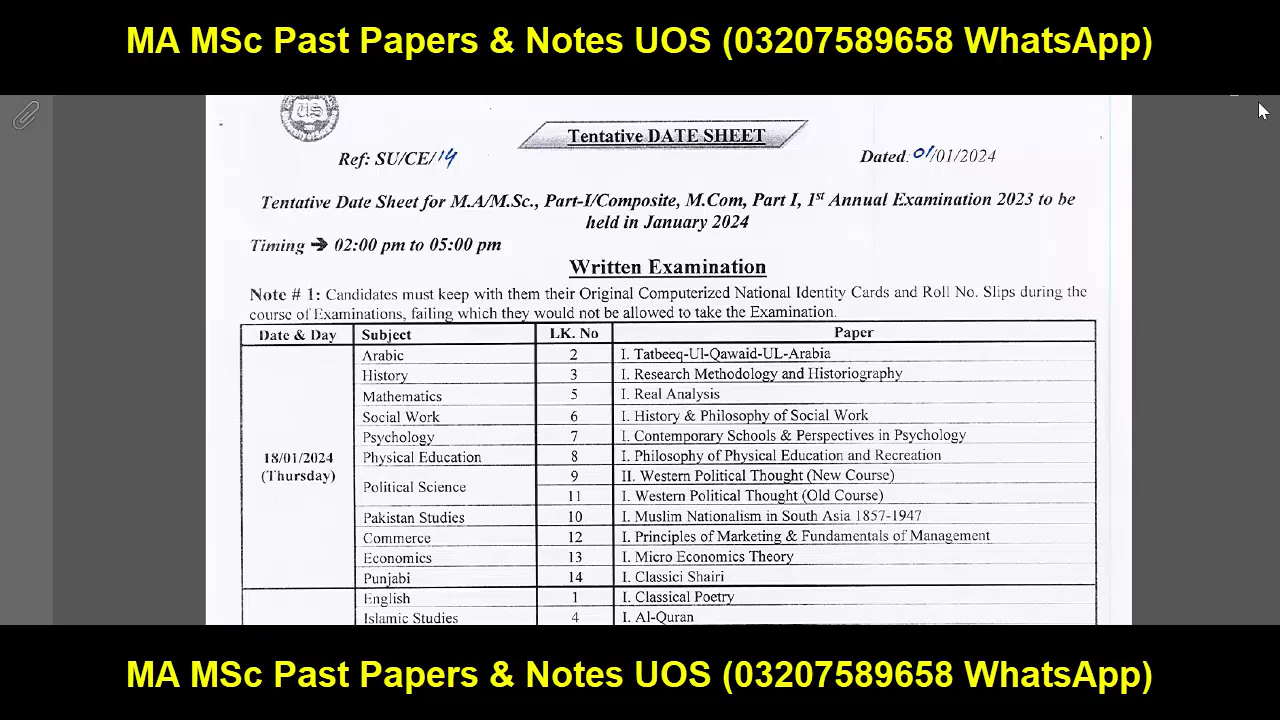 MA MSc Past Papers & Notes UOS (03207589658 WhatsApp)
US
Tentative DATE SHEET
Ref: SU/CE/14
Dated: 01/01/2024
Tentative Date Sheet for M.A/M.Sc., Part-I/Composite, M.Com, Part I, 1st Annual Examination 2023 to be
held in January 2024
Timing → 02:00 pm to 05:00 pm
Written Examination
Note # 1: Candidates must keep with them their Original Computerized National Identity Cards and Roll No. Slips during the
course of Examinations, failing which they would not be allowed to take the Examination.
Date & Day Subject LK. No Paper
Arabic 2 I. Tatbeeq-Ul-Qawaid-UL-Arabia
History 3 I. Research Methodology and Historiography
Mathematics 5 I. Real Analysis
Social Work 6 I. History & Philosophy of Social Work
Psychology 7 I. Contemporary Schools & Perspectives in Psychology
18/01/2024
(Thursday)
Physical Education 8 I. Philosophy of Physical Education and Recreation
Political Science 9 II. Western Political Thought (New Course)
11 I. Western Political Thought (Old Course)
Pakistan Studies 10 I. Muslim Nationalism in South Asia 1857-1947
Commerce 12 I. Principles of Marketing & Fundamentals of Management
Economics 13 I. Micro Economics Theory
Punjabi 14 I. Classici Shairi
English 1 I. Classical Poetry
Islamic Studies 4 I. Al-Quran
MA MSc Past Papers & Notes UOS (03207589658 WhatsApp)